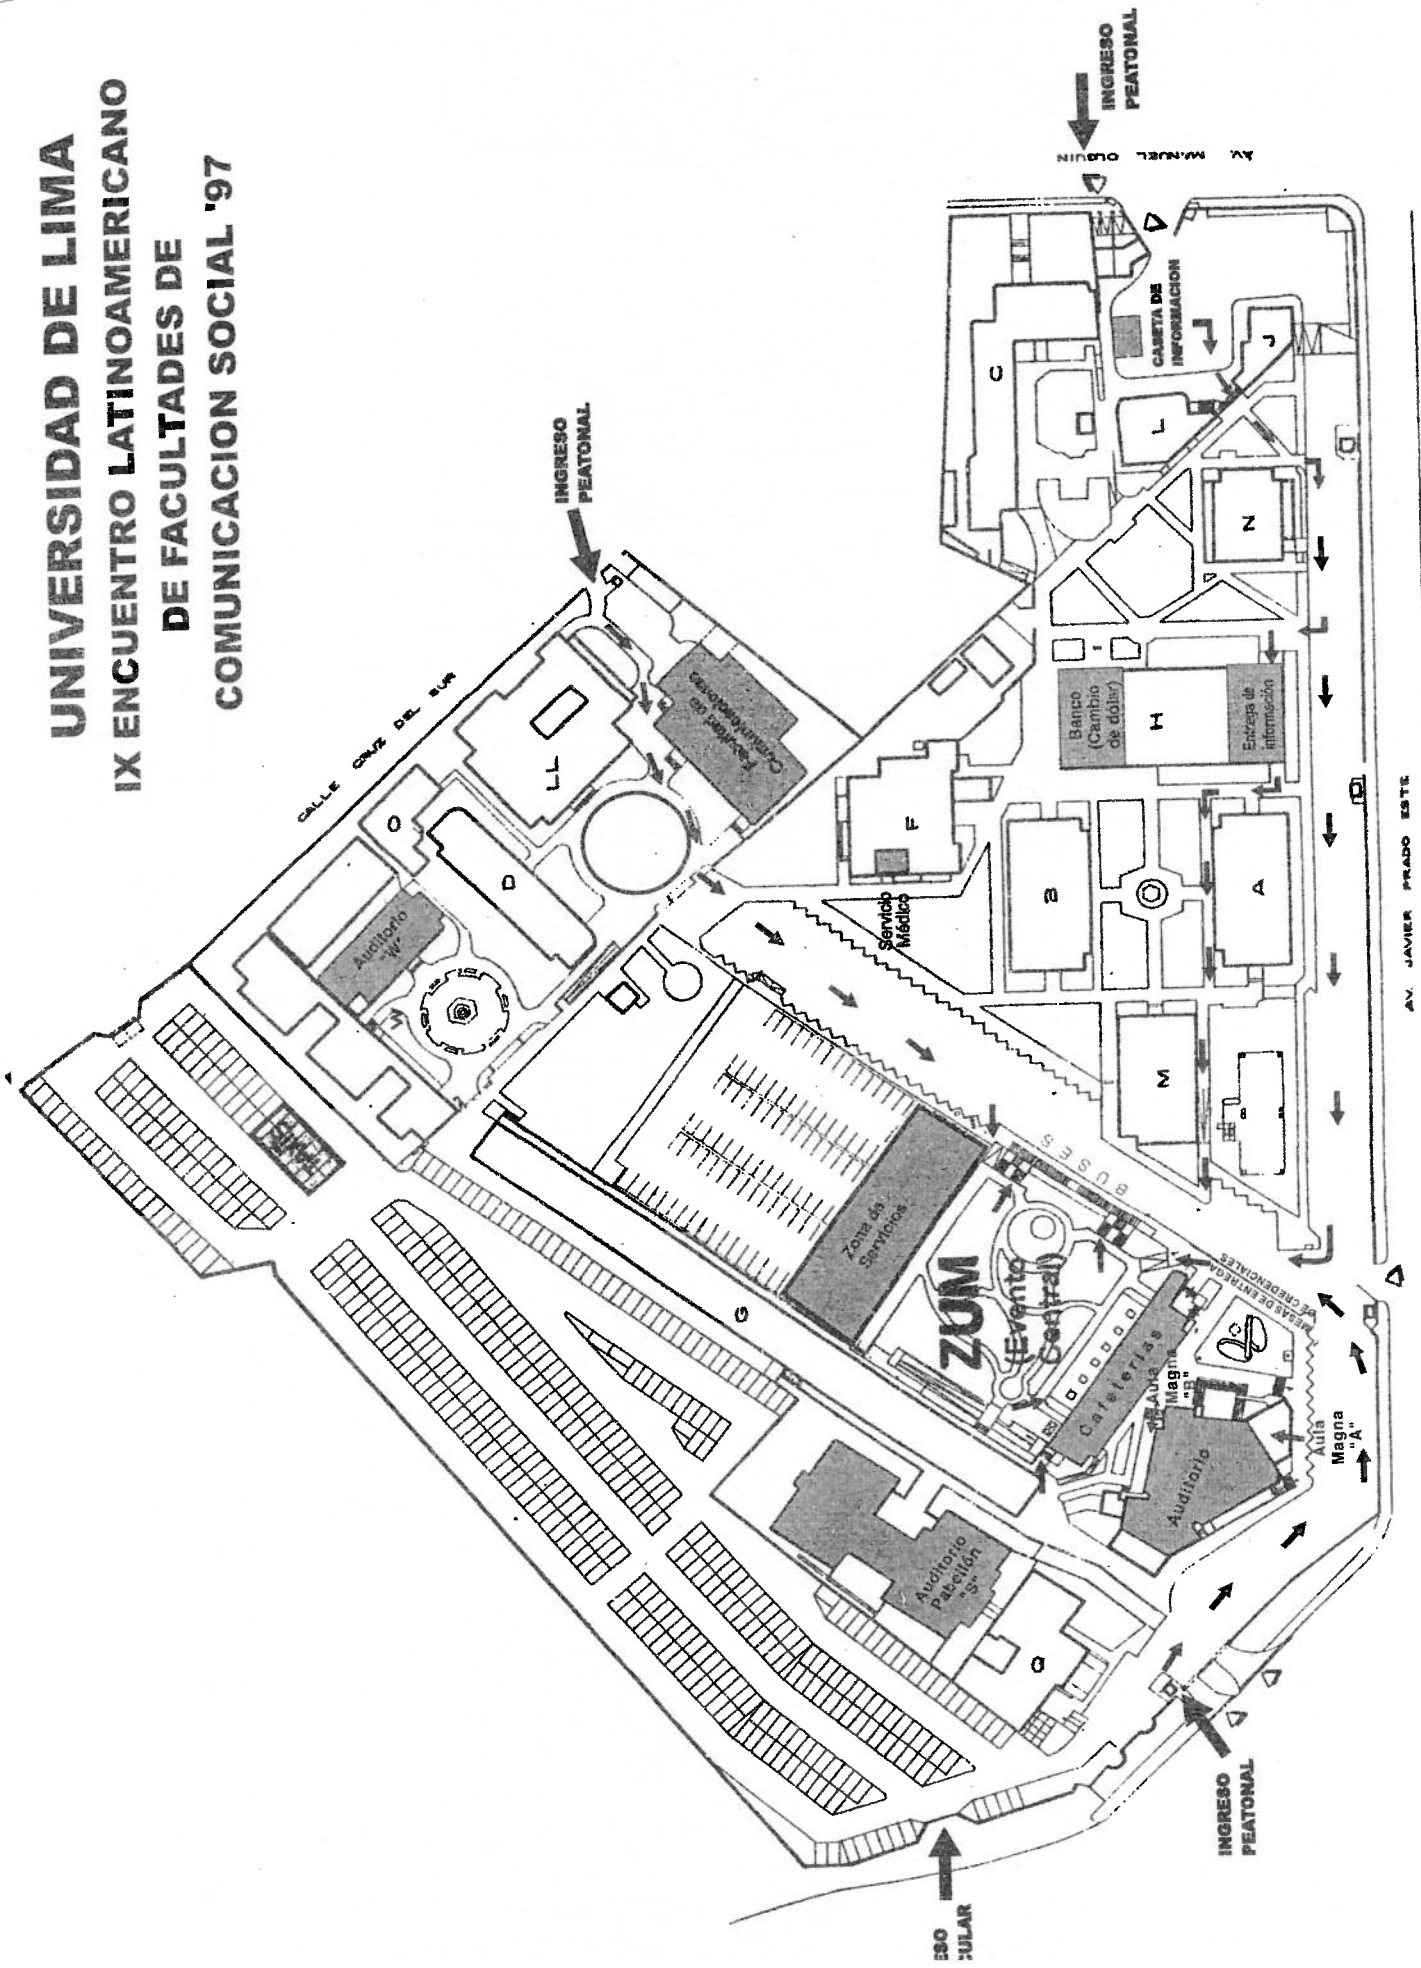 UNIVERSIDAD DE LIMA
IX ENCUENTRO LATINOAMERICANO
DE FACULTADES DE
COMUNICACION SOCIAL '97
INGRESO
PEATONAL
INGRESO
PEATONAL
AV. MANUEL OLGUIN
CALLE CRUZ DEL SUR
CASETA DE
INFORMACION
C
J
L
N
LL
O
D
Facultad de
Auditorio
"W"
W
Banco
(Cambio
de dólar)
H
Entrega de
información
F
Servicio
Médico
B
A
M
AV. JAVIER PRADO ESTE
BUSES
Zona de
Servicios
G
ZUM
(Evento
Central)
MESAS DE ENTREGA
DE CREDENCIALES
Cafeterías
Aula
Magna
"B"
Aula
Magna
"A"
Auditorio
Auditorio
Pabellón
"S"
Q
INGRESO
PEATONAL
ESO
CULAR